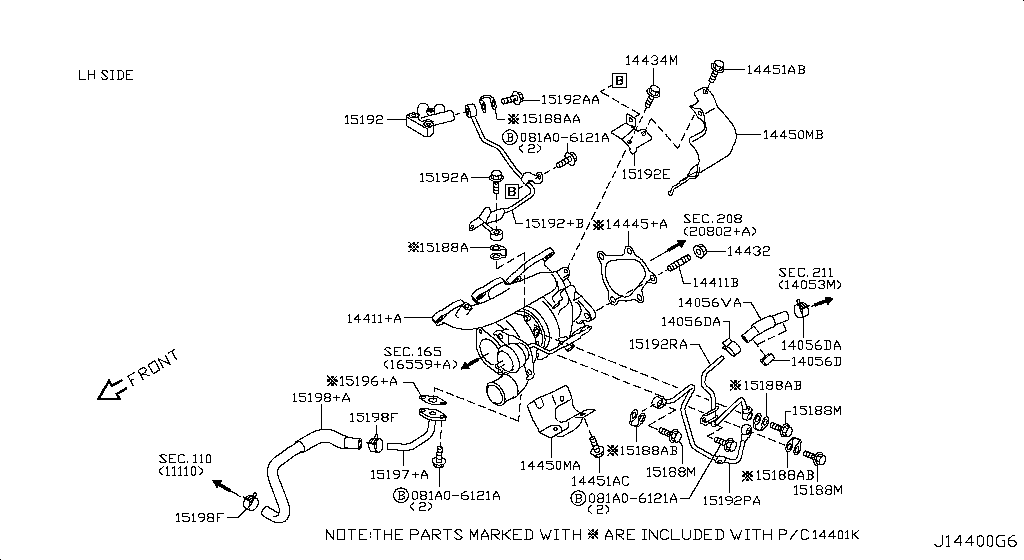 LH SIDE
14434M
B
14451AB
15192AA
15192
※15188AA
B 081A0-6121A
(2)
14450MB
15192E
15192A
B
15192+B
※14445+A
SEC.208
(20802+A)
※15188A
14432
14411B
SEC.211
(14053M)
14056VA
14411+A
14056DA
15192RA
14056DA
14056D
SEC.165
(16559+A)
FRONT
※15196+A
※15188AB
15198+A
15198F
15188M
※15188AB
SEC.110
(11110)
15197+A
14450MA
15188M
※15188AB
14451AC
15188M
B 081A0-6121A
(2)
B 081A0-6121A
(2)
15192PA
15198F
NOTE:THE PARTS MARKED WITH ※ ARE INCLUDED WITH P/C14401K
J14400G6